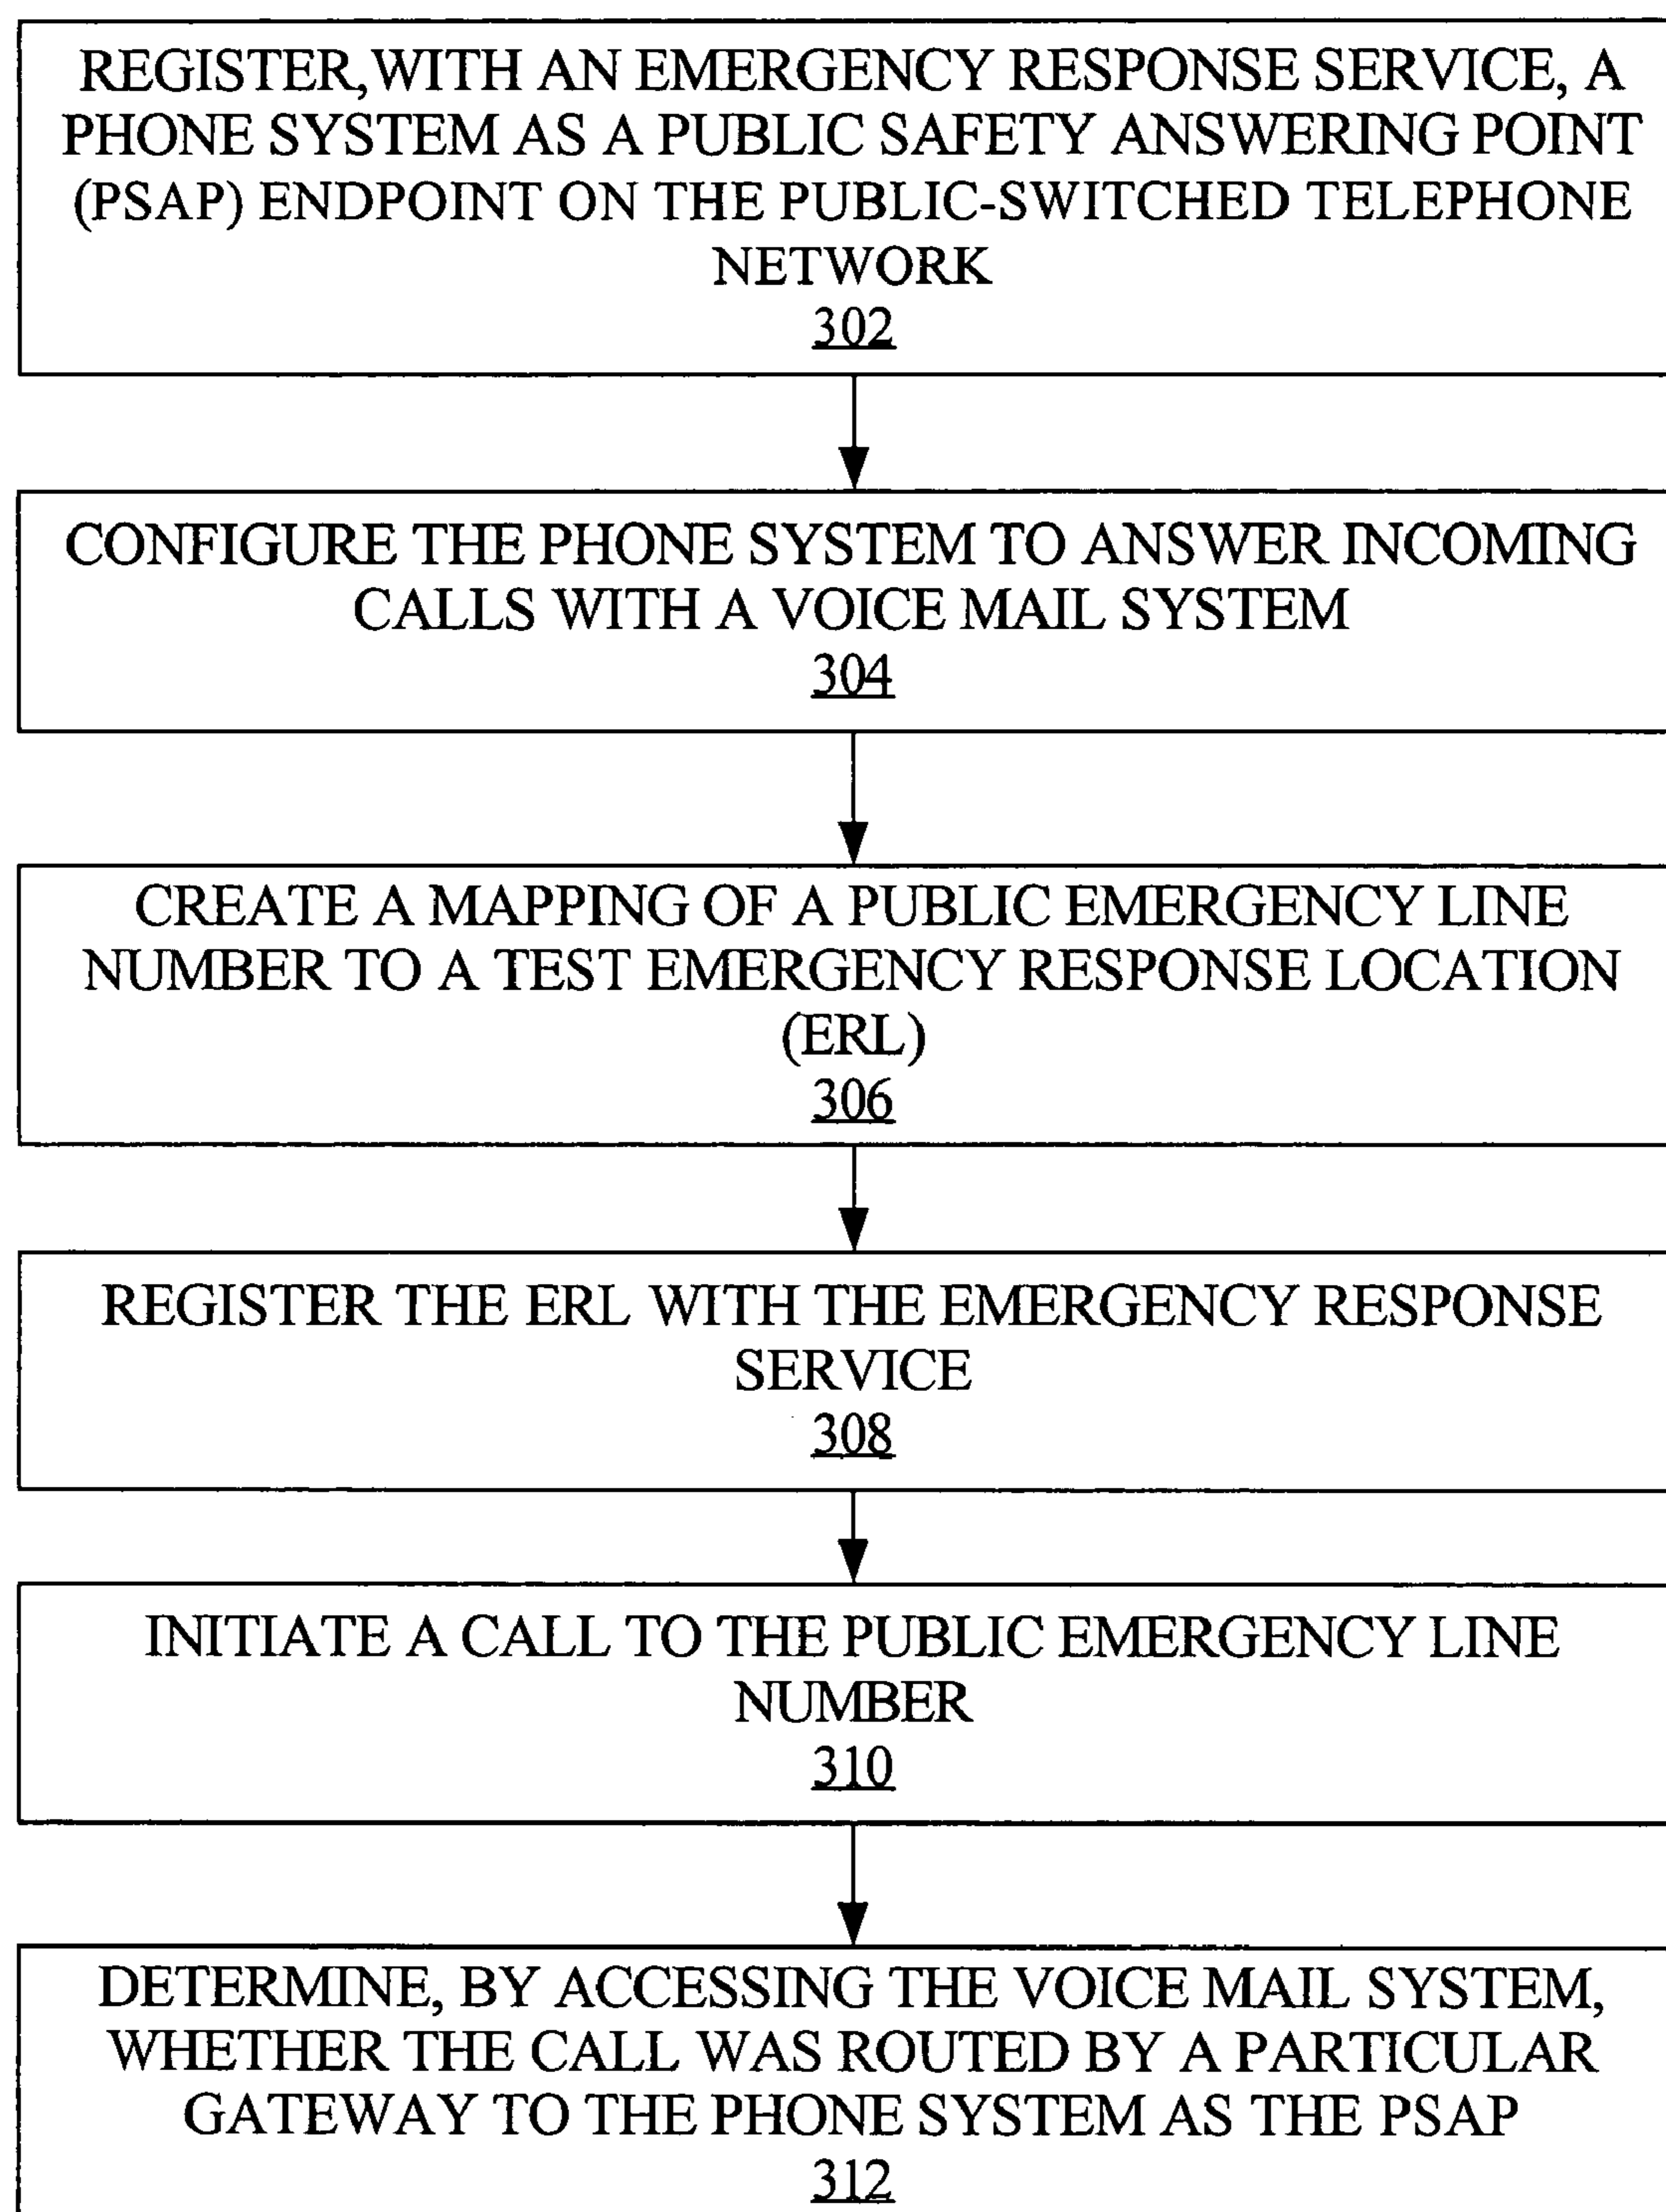 REGISTER, WITH AN EMERGENCY RESPONSE SERVICE, A
PHONE SYSTEM AS A PUBLIC SAFETY ANSWERING POINT
(PSAP) ENDPOINT ON THE PUBLIC-SWITCHED TELEPHONE
NETWORK
302
CONFIGURE THE PHONE SYSTEM TO ANSWER INCOMING
CALLS WITH A VOICE MAIL SYSTEM
304
CREATE A MAPPING OF A PUBLIC EMERGENCY LINE
NUMBER TO A TEST EMERGENCY RESPONSE LOCATION
(ERL)
306
REGISTER THE ERL WITH THE EMERGENCY RESPONSE
SERVICE
308
INITIATE A CALL TO THE PUBLIC EMERGENCY LINE
NUMBER
310
DETERMINE, BY ACCESSING THE VOICE MAIL SYSTEM,
WHETHER THE CALL WAS ROUTED BY A PARTICULAR
GATEWAY TO THE PHONE SYSTEM AS THE PSAP
312